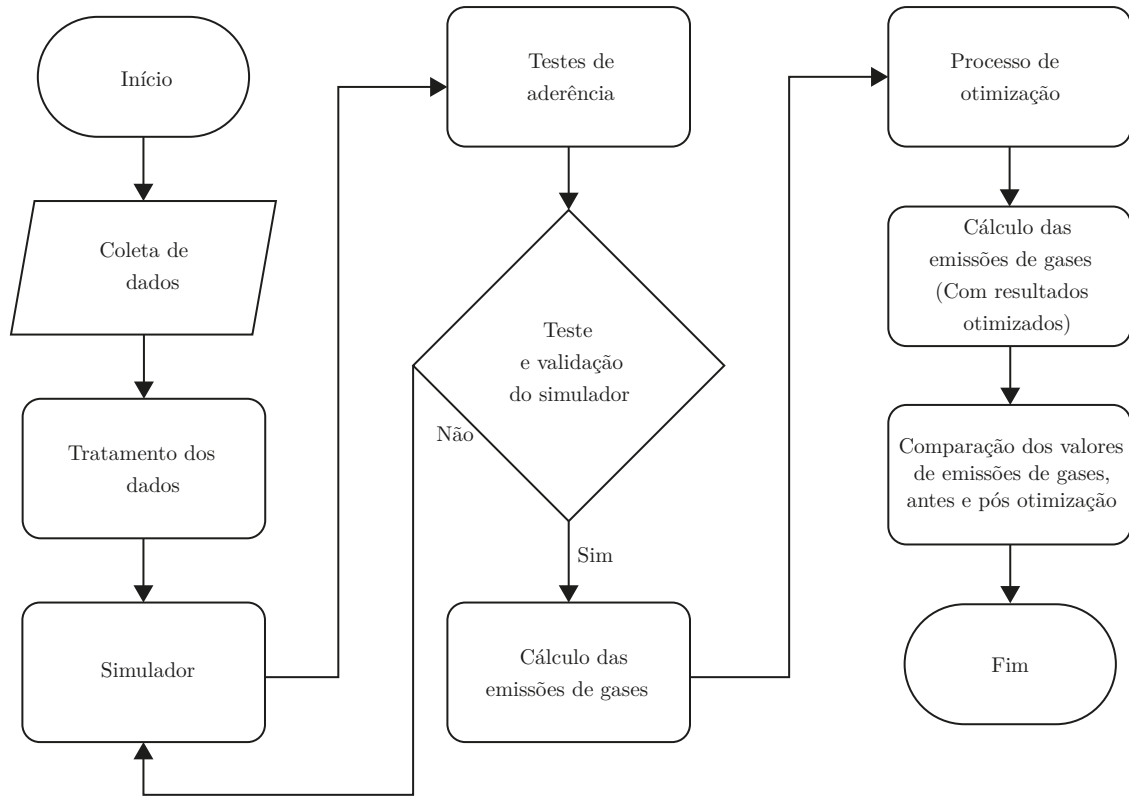 Início
Coleta de
dados
Tratamento dos
dados
Simulador
Testes de
aderência
Teste
e validação
do simulador
Não
Sim
Cálculo das
emissões de gases
Processo de
otimização
Cálculo das
emissões de gases
(Com resultados
otimizados)
Comparação dos valores
de emissões de gases,
antes e pós otimização
Fim